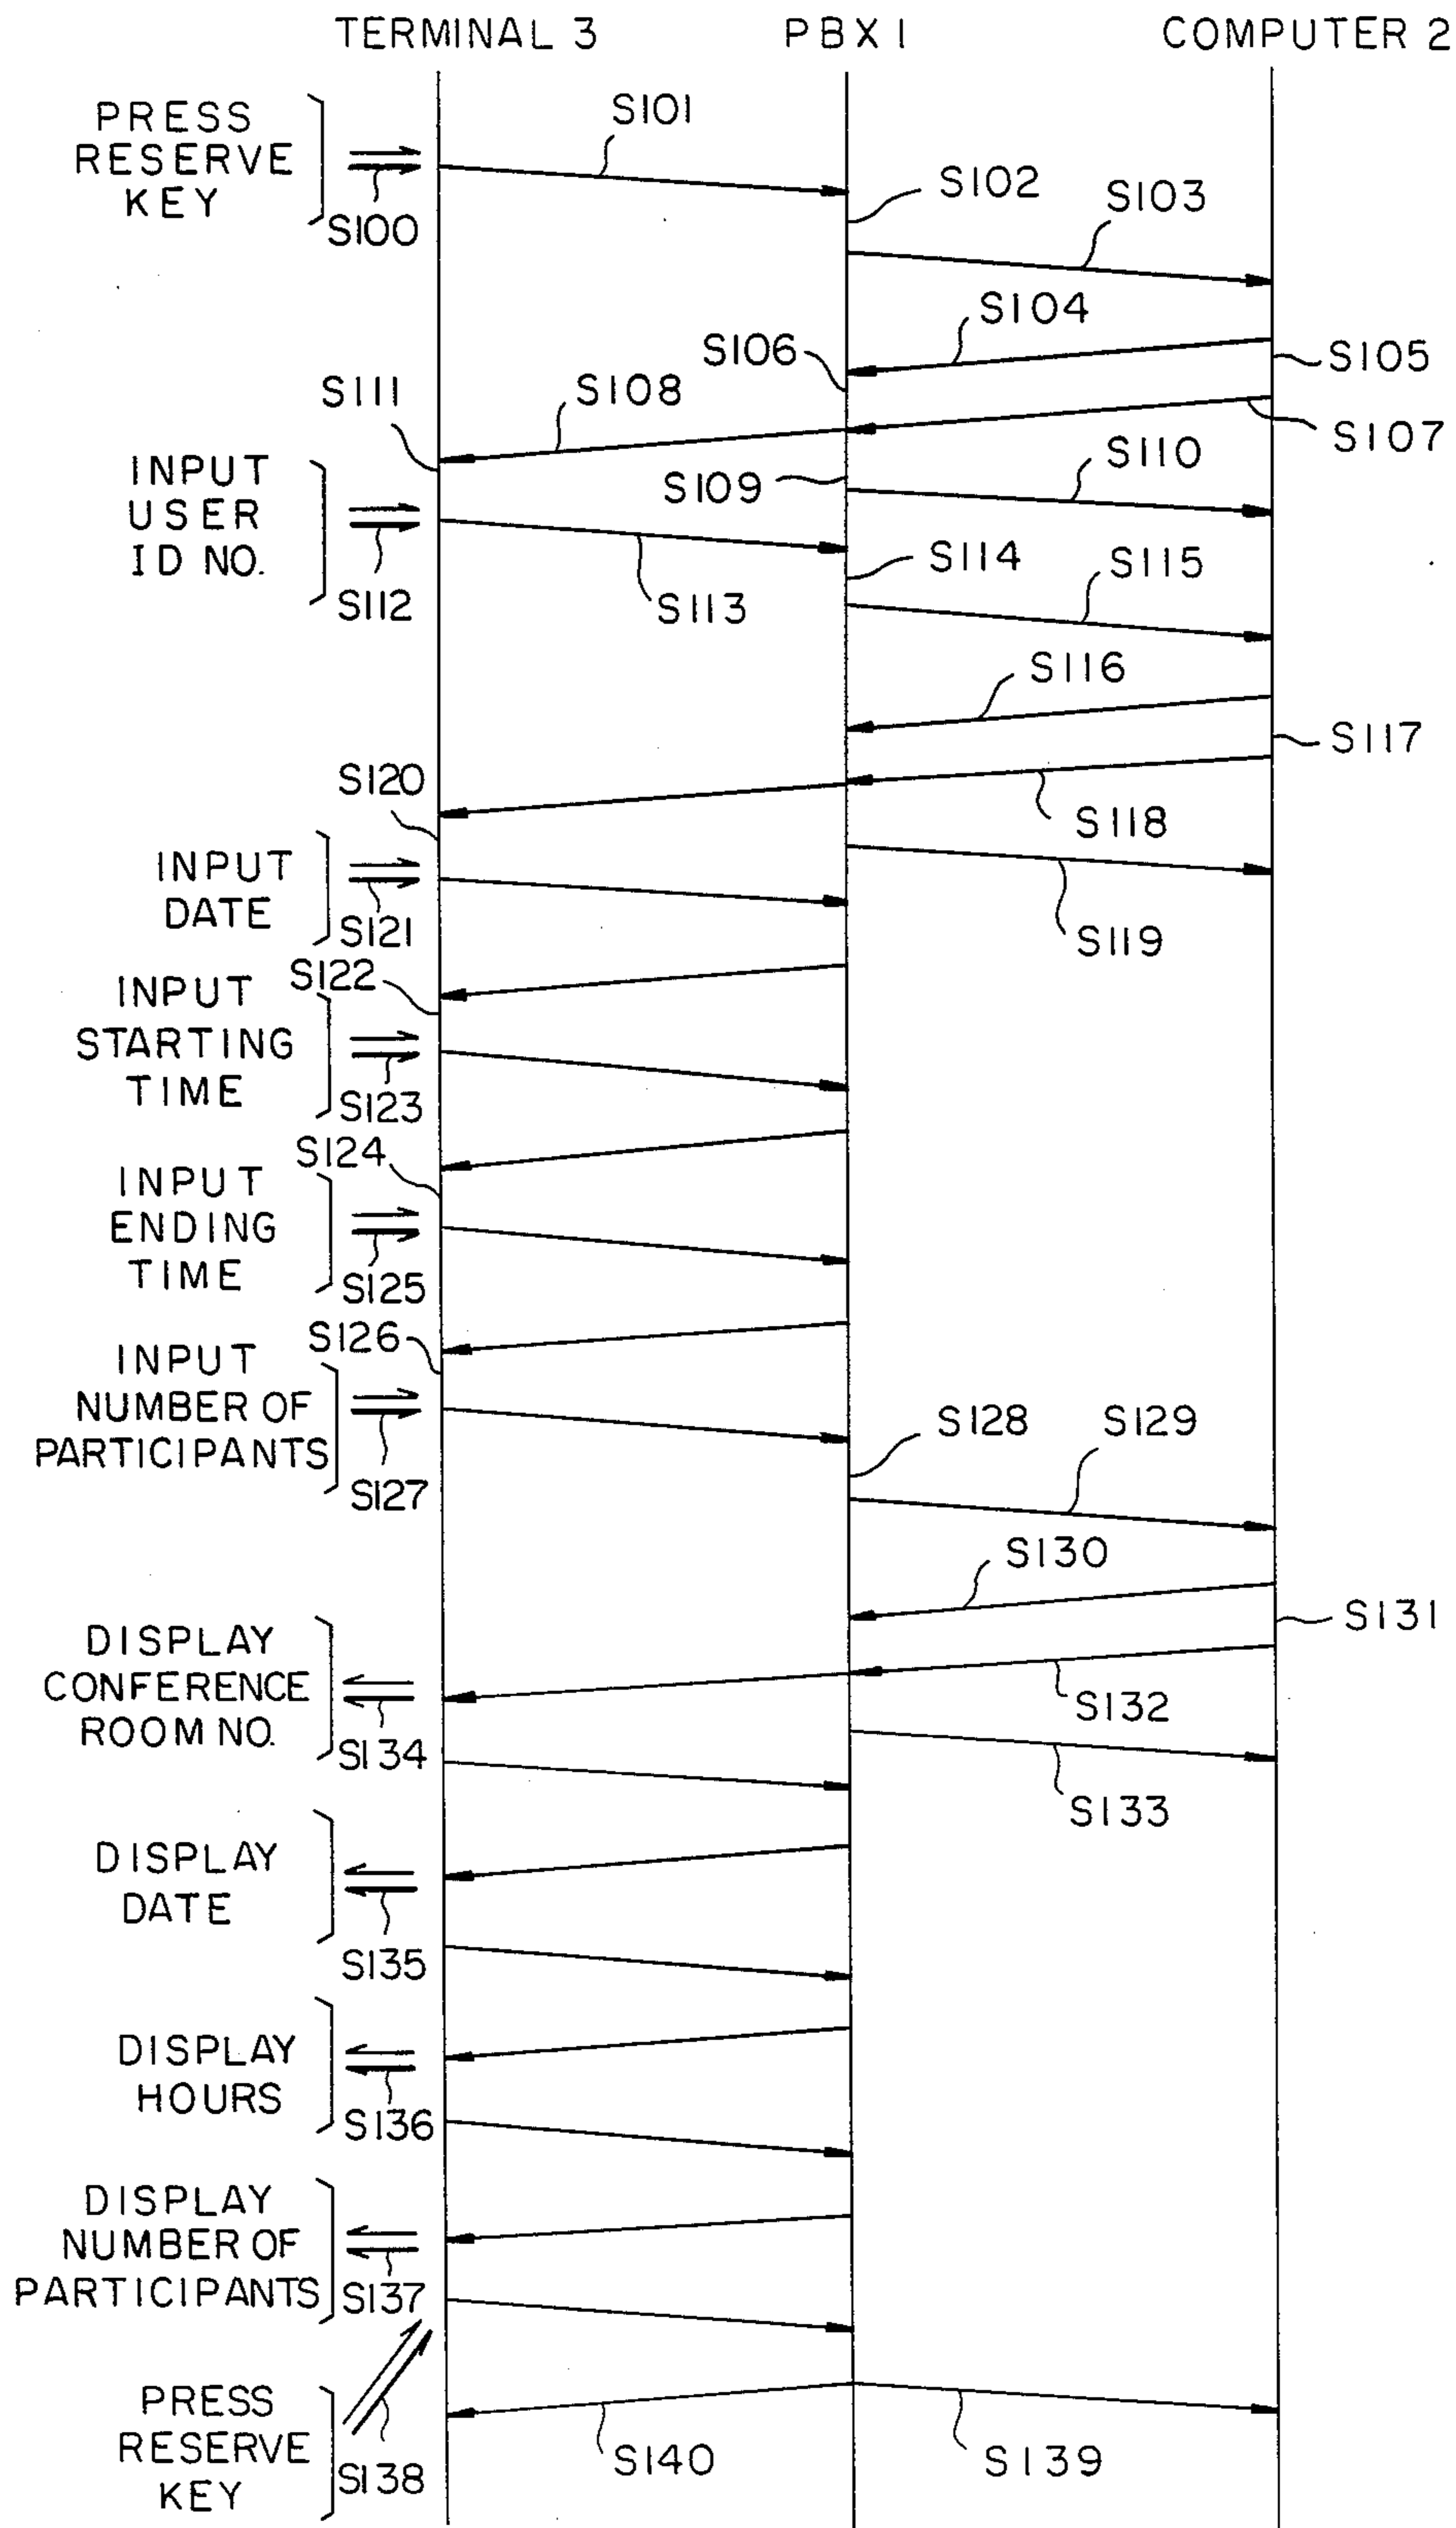 TERMINAL 3 PBX 1 COMPUTER 2
PRESS
RESERVE
KEY
S100
S101
S102
S103
S104
S105
S106
S107
S108
S109
S110
S111
INPUT
USER
ID NO.
S112
S113
S114
S115
S116
S117
S118
S119
S120
INPUT
DATE
S121
S122
INPUT
STARTING
TIME
S123
S124
INPUT
ENDING
TIME
S125
S126
INPUT
NUMBER OF
PARTICIPANTS
S127
S128
S129
S130
S131
S132
S133
DISPLAY
CONFERENCE
ROOM NO.
S134
DISPLAY
DATE
S135
DISPLAY
HOURS
S136
DISPLAY
NUMBER OF
PARTICIPANTS
S137
PRESS
RESERVE
KEY
S138
S140
S139